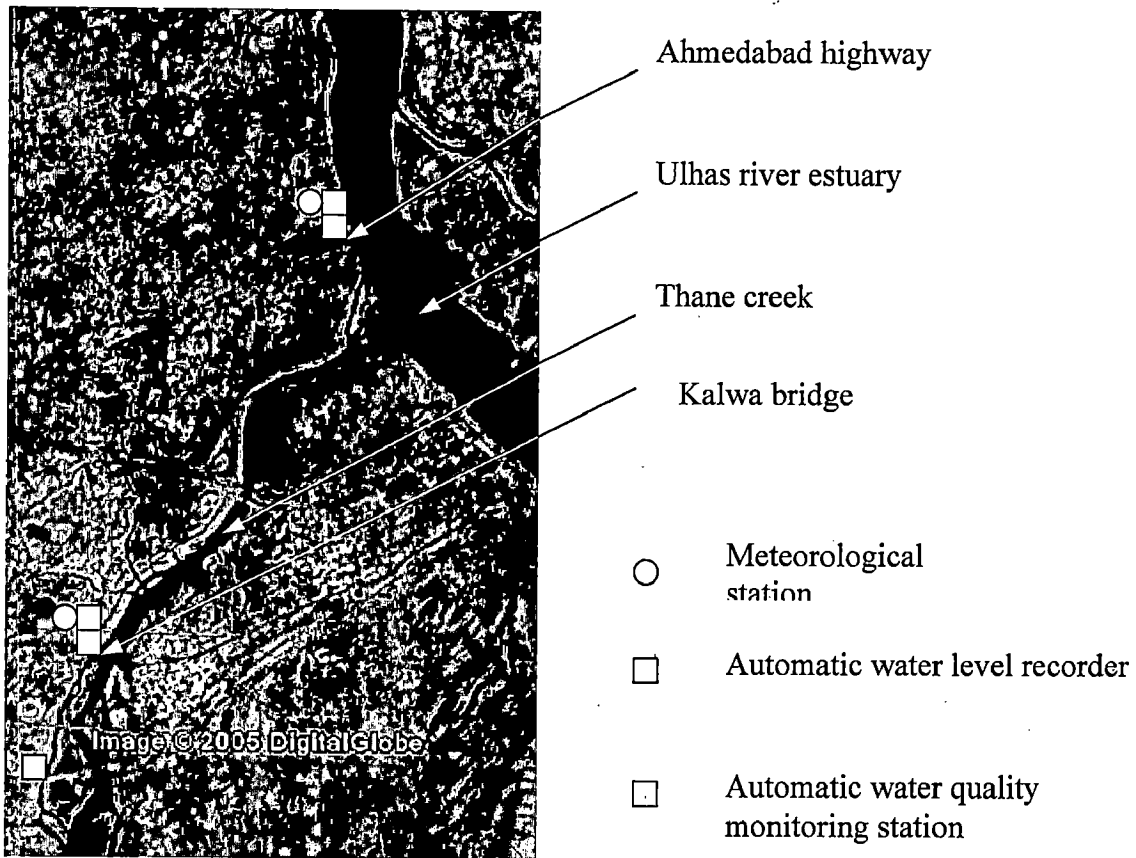 Ahmedabad highway
Ulhas river estuary
Thane creek
Kalwa bridge
Meteorological
station
Automatic water level recorder
Image © 2005 DigitalGlobe
Automatic water quality
monitoring station